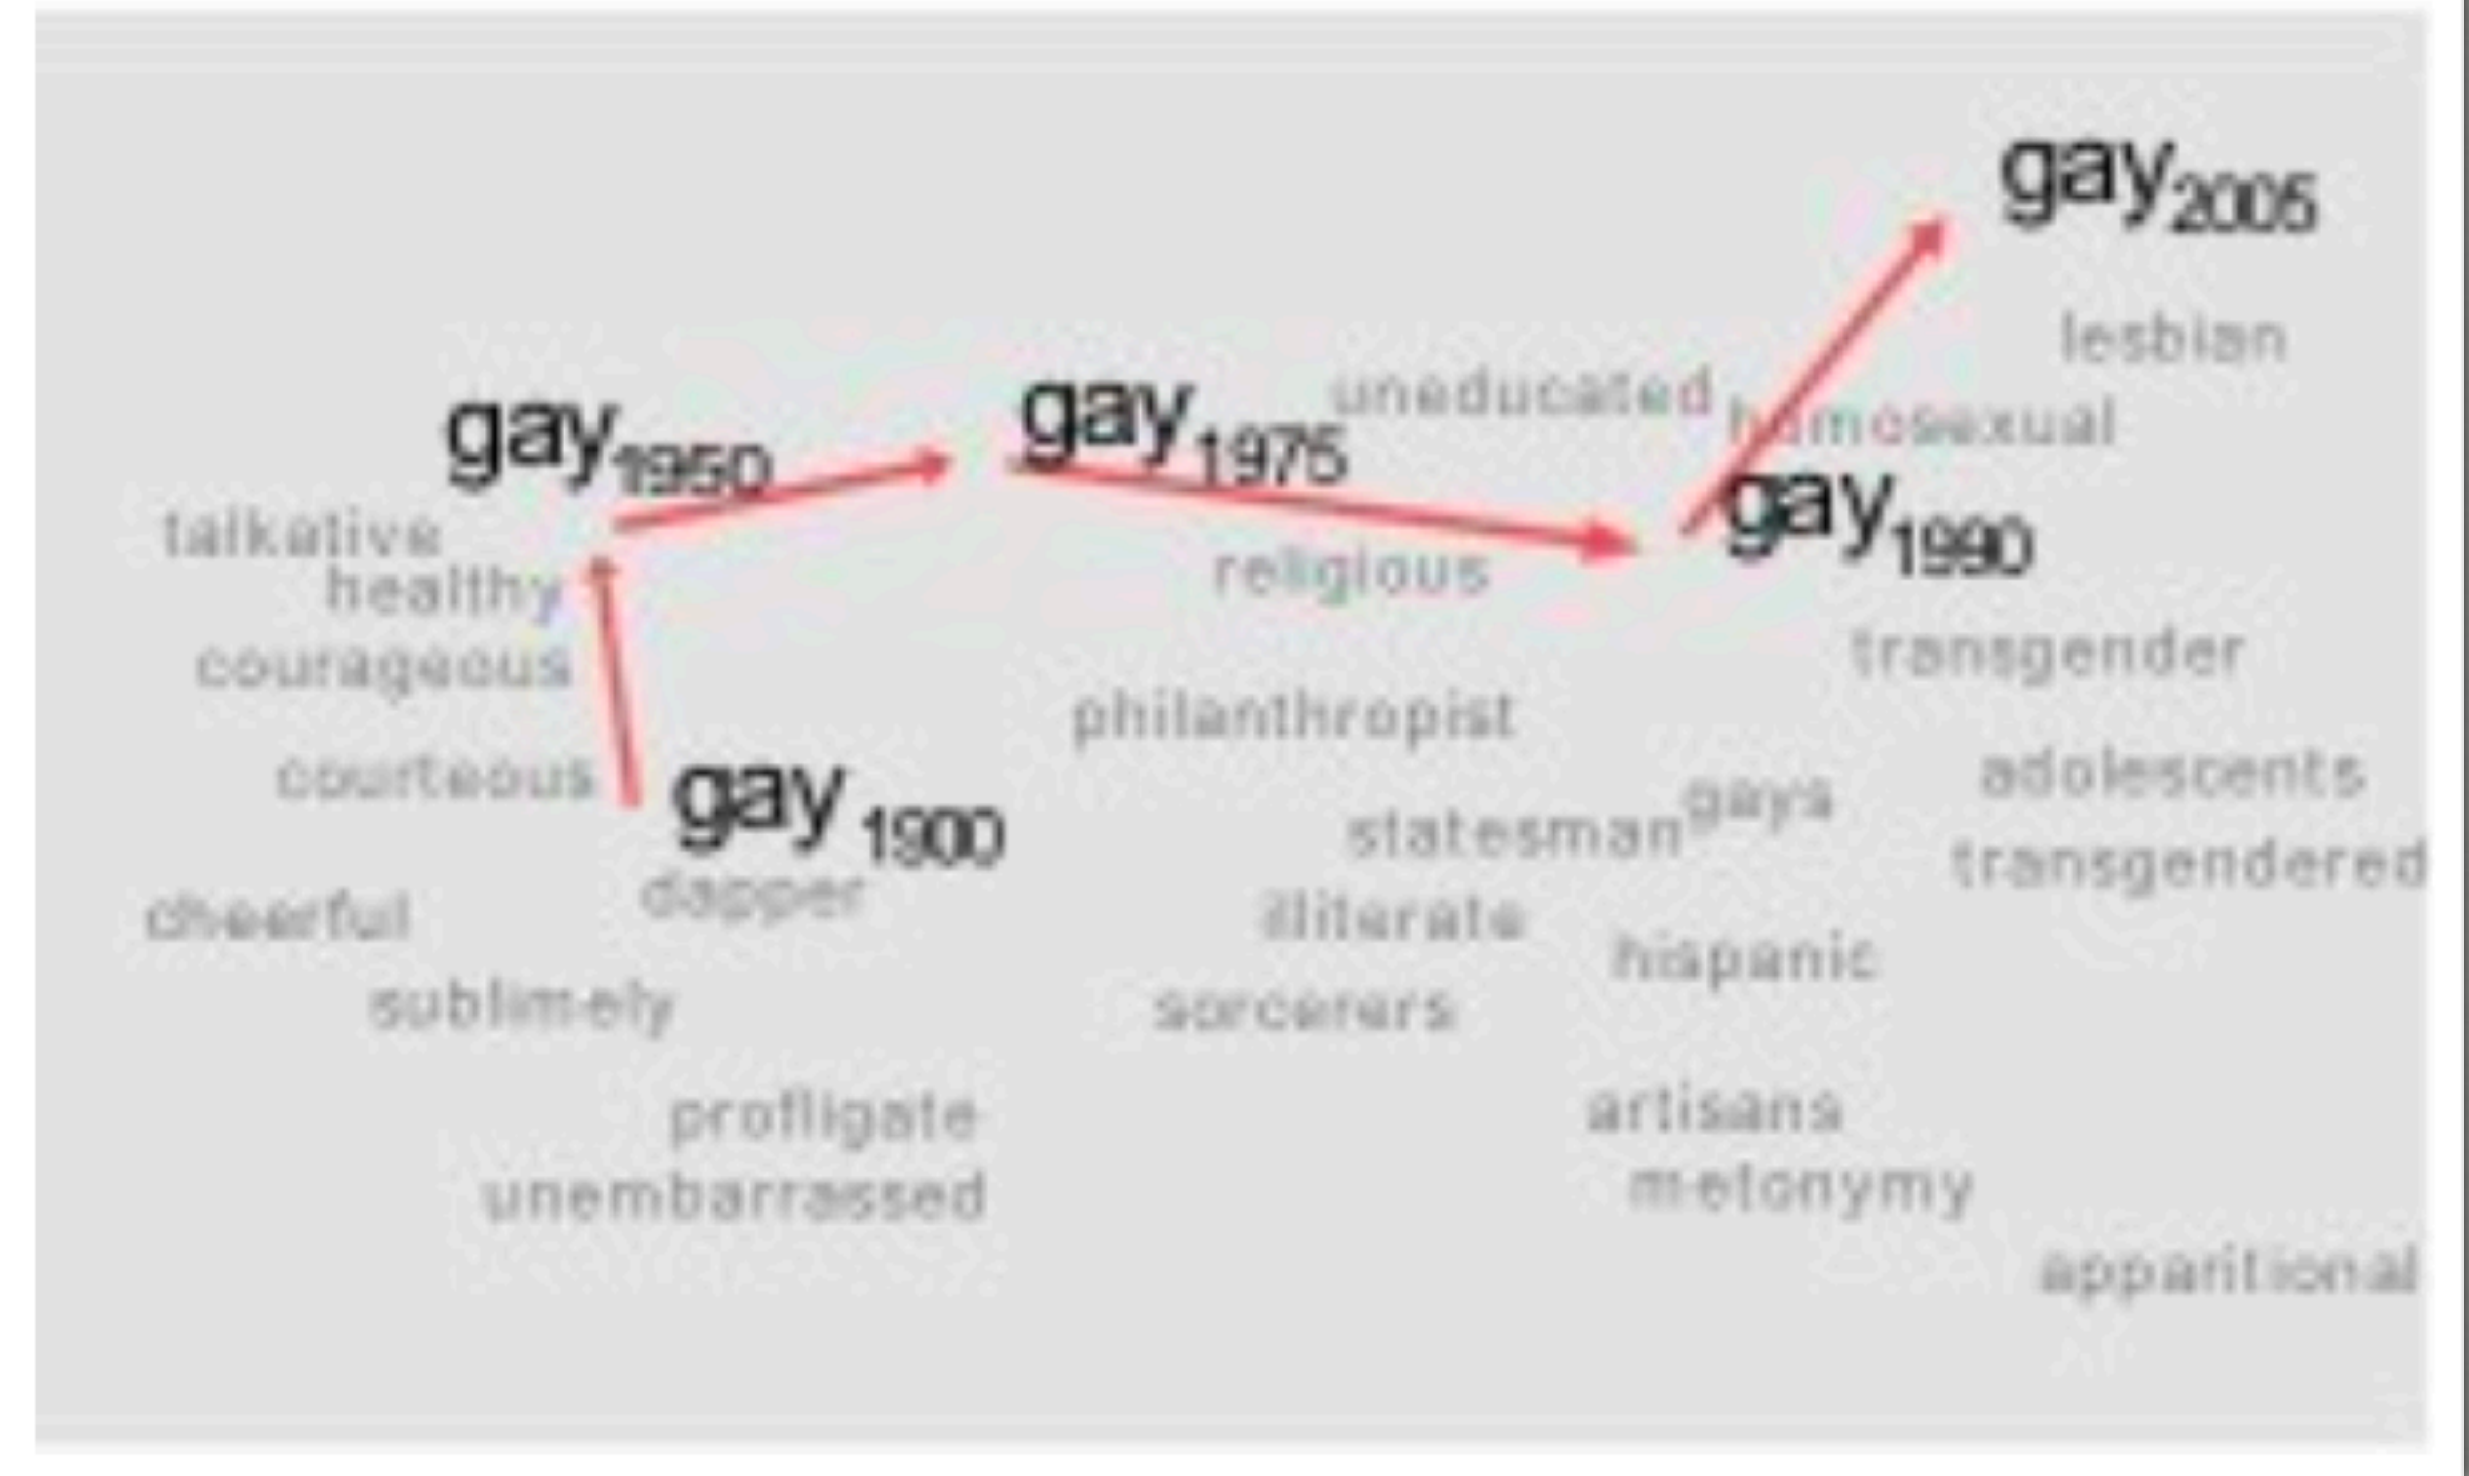 gay2005
lesbian
uneducated
homosexual
gay1975
gay1950
gay1990
talkative
religious
healthy
transgender
courageous
philanthropist
courteous
adolescents
gays
gay1900
statesman
transgendered
dapper
cheerful
illiterate
hispanic
sublimely
sorcerers
profligate
artisans
unembarrassed
metonymy
apparitional